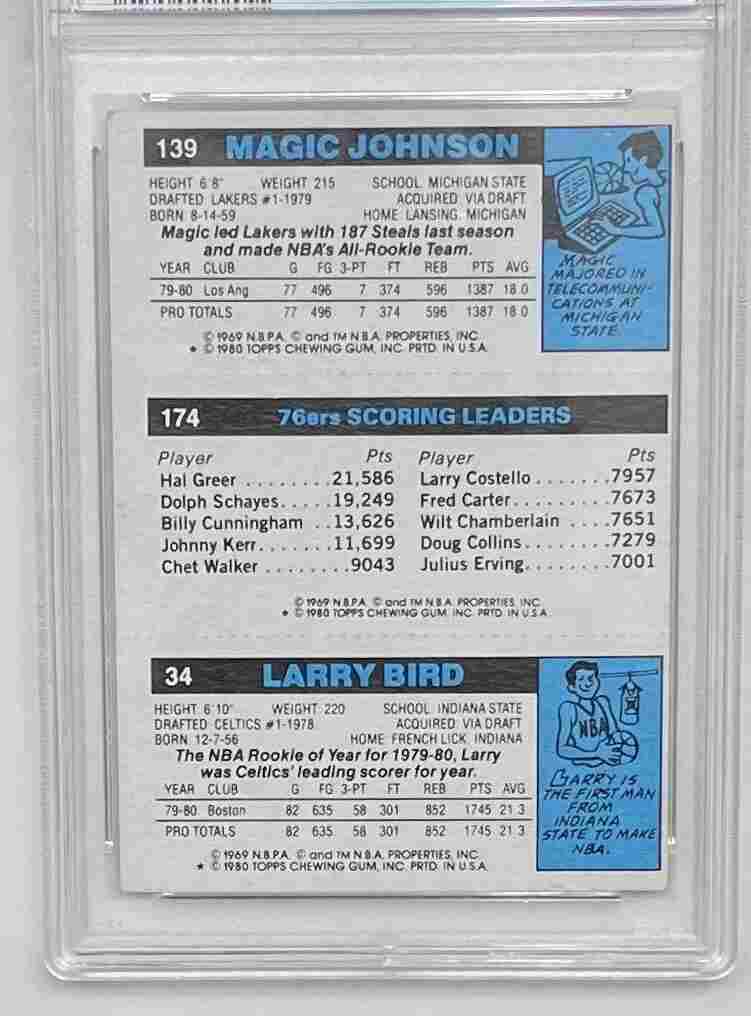 139 MAGIC JOHNSON
HEIGHT 6'8" WEIGHT 215 SCHOOL: MICHIGAN STATE
DRAFTED: LAKERS #1-1979 ACQUIRED: VIA DRAFT
BORN 8-14-59 HOME: LANSING, MICHIGAN
Magic led Lakers with 187 Steals last season
and made NBA's All-Rookie Team.
YEAR CLUB G FG 3-PT FT REB PTS AVG
79-80 Los Ang 77 496 7 374 596 1387 18.0
PRO TOTALS 77 496 7 374 596 1387 18.0
© 1969 N.B.P.A. © and TM N.B.A. PROPERTIES, INC.
* © 1980 TOPPS CHEWING GUM, INC. PRTD. IN U.S.A.
MAGIC
MAJORED IN
TELECOMMUNI-
CATIONS AT
MICHIGAN
STATE.
174 76ers SCORING LEADERS
Player Pts Player Pts
Hal Greer ........21,586 Larry Costello .......7957
Dolph Schayes.....19,249 Fred Carter.........7673
Billy Cunningham ..13,626 Wilt Chamberlain ....7651
Johnny Kerr.......11,699 Doug Collins........7279
Chet Walker ........9043 Julius Erving........7001
© 1969 N.B.P.A. © and TM N.B.A. PROPERTIES, INC.
* © 1980 TOPPS CHEWING GUM, INC. PRTD. IN U.S.A.
34 LARRY BIRD
HEIGHT 6'10" WEIGHT: 220 SCHOOL: INDIANA STATE
DRAFTED: CELTICS #1-1978 ACQUIRED: VIA DRAFT
BORN: 12-7-56 HOME: FRENCH LICK, INDIANA
The NBA Rookie of Year for 1979-80, Larry
was Celtics' leading scorer for year.
YEAR CLUB G FG 3-PT FT REB PTS AVG
79-80 Boston 82 635 58 301 852 1745 21.3
PRO TOTALS 82 635 58 301 852 1745 21.3
© 1969 N.B.P.A. © and TM N.B.A. PROPERTIES, INC.
* © 1980 TOPPS CHEWING GUM, INC. PRTD. IN U.S.A.
NBA
LARRY IS
THE FIRST MAN
FROM
INDIANA
STATE TO MAKE
NBA.